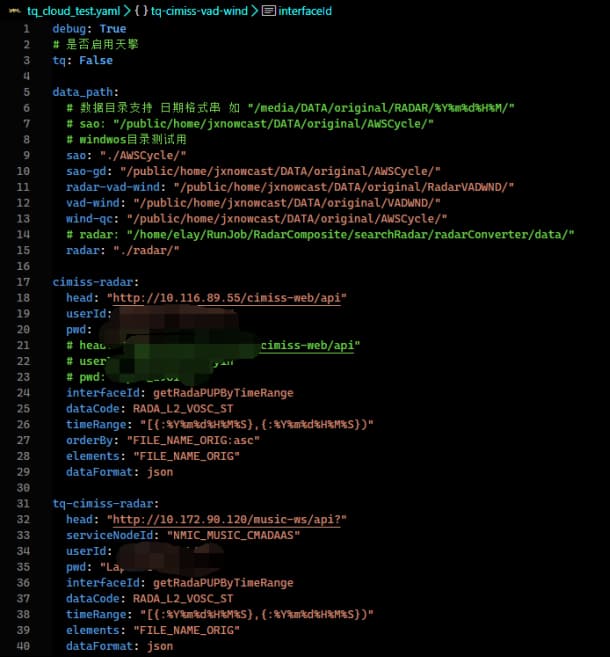 tq_cloud_test.yaml > {} tq-cimiss-vad-wind > interfaceId
1 debug: True
2 # 是否启用天擎
3 tq: False
4
5 data_path:
6 # 数据目录支持 日期格式串 如 "/media/DATA/original/RADAR/%Y%m%d%H%M/"
7 # sao: "/public/home/jxnowcast/DATA/original/AWSCycle/"
8 # windwos目录测试用
9 sao: "./AWSCycle/"
10 sao-gd: "/public/home/jxnowcast/DATA/original/AWSCycle/"
11 radar-vad-wind: "/public/home/jxnowcast/DATA/original/RadarVADWND/"
12 vad-wind: "/public/home/jxnowcast/DATA/original/VADWND/"
13 wind-qc: "/public/home/jxnowcast/DATA/original/AWSCycle/"
14 # radar: "/home/elay/RunJob/RadarComposite/searchRadar/radarConverter/data/"
15 radar: "./radar/"
16
17 cimiss-radar:
18 head: "http://10.116.89.55/cimiss-web/api"
19 userId:
20 pwd:
21 # head: cimiss-web/api"
22 #
23 # pwd:
24 interfaceId: getRadaPUPByTimeRange
25 dataCode: RADA_L2_VOSC_ST
26 timeRange: "[{:%Y%m%d%H%M%S},{:%Y%m%d%H%M%S})"
27 orderBy: "FILE_NAME_ORIG:asc"
28 elements: "FILE_NAME_ORIG"
29 dataFormat: json
30
31 tq-cimiss-radar:
32 head: "http://10.172.90.120/music-ws/api?"
33 serviceNodeId: "NMIC_MUSIC_CMADAAS"
34 userId:
35 pwd:
36 interfaceId: getRadaPUPByTimeRange
37 dataCode: RADA_L2_VOSC_ST
38 timeRange: "[{:%Y%m%d%H%M%S},{:%Y%m%d%H%M%S})"
39 elements: "FILE_NAME_ORIG"
40 dataFormat: json